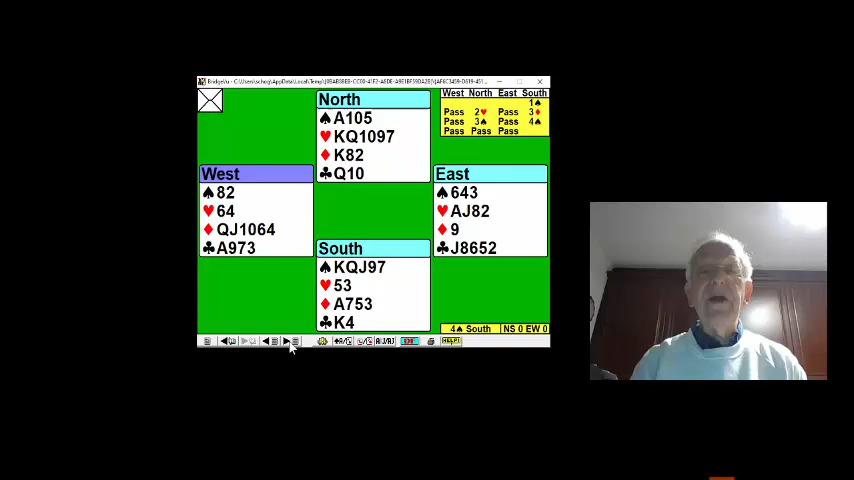 North
♠ A105
♥ KQ1097
♦ K82
♣ Q10
West North East South
1♠
Pass 2♥ Pass 3♦
Pass 3♠ Pass 4♠
Pass Pass Pass
West
♠ 82
♥ 64
♦ QJ1064
♣ A973
East
♠ 643
♥ AJ82
♦ 9
♣ J8652
South
♠ KQJ97
♥ 53
♦ A753
♣ K4
4♠ South NS 0 EW 0
HELP!